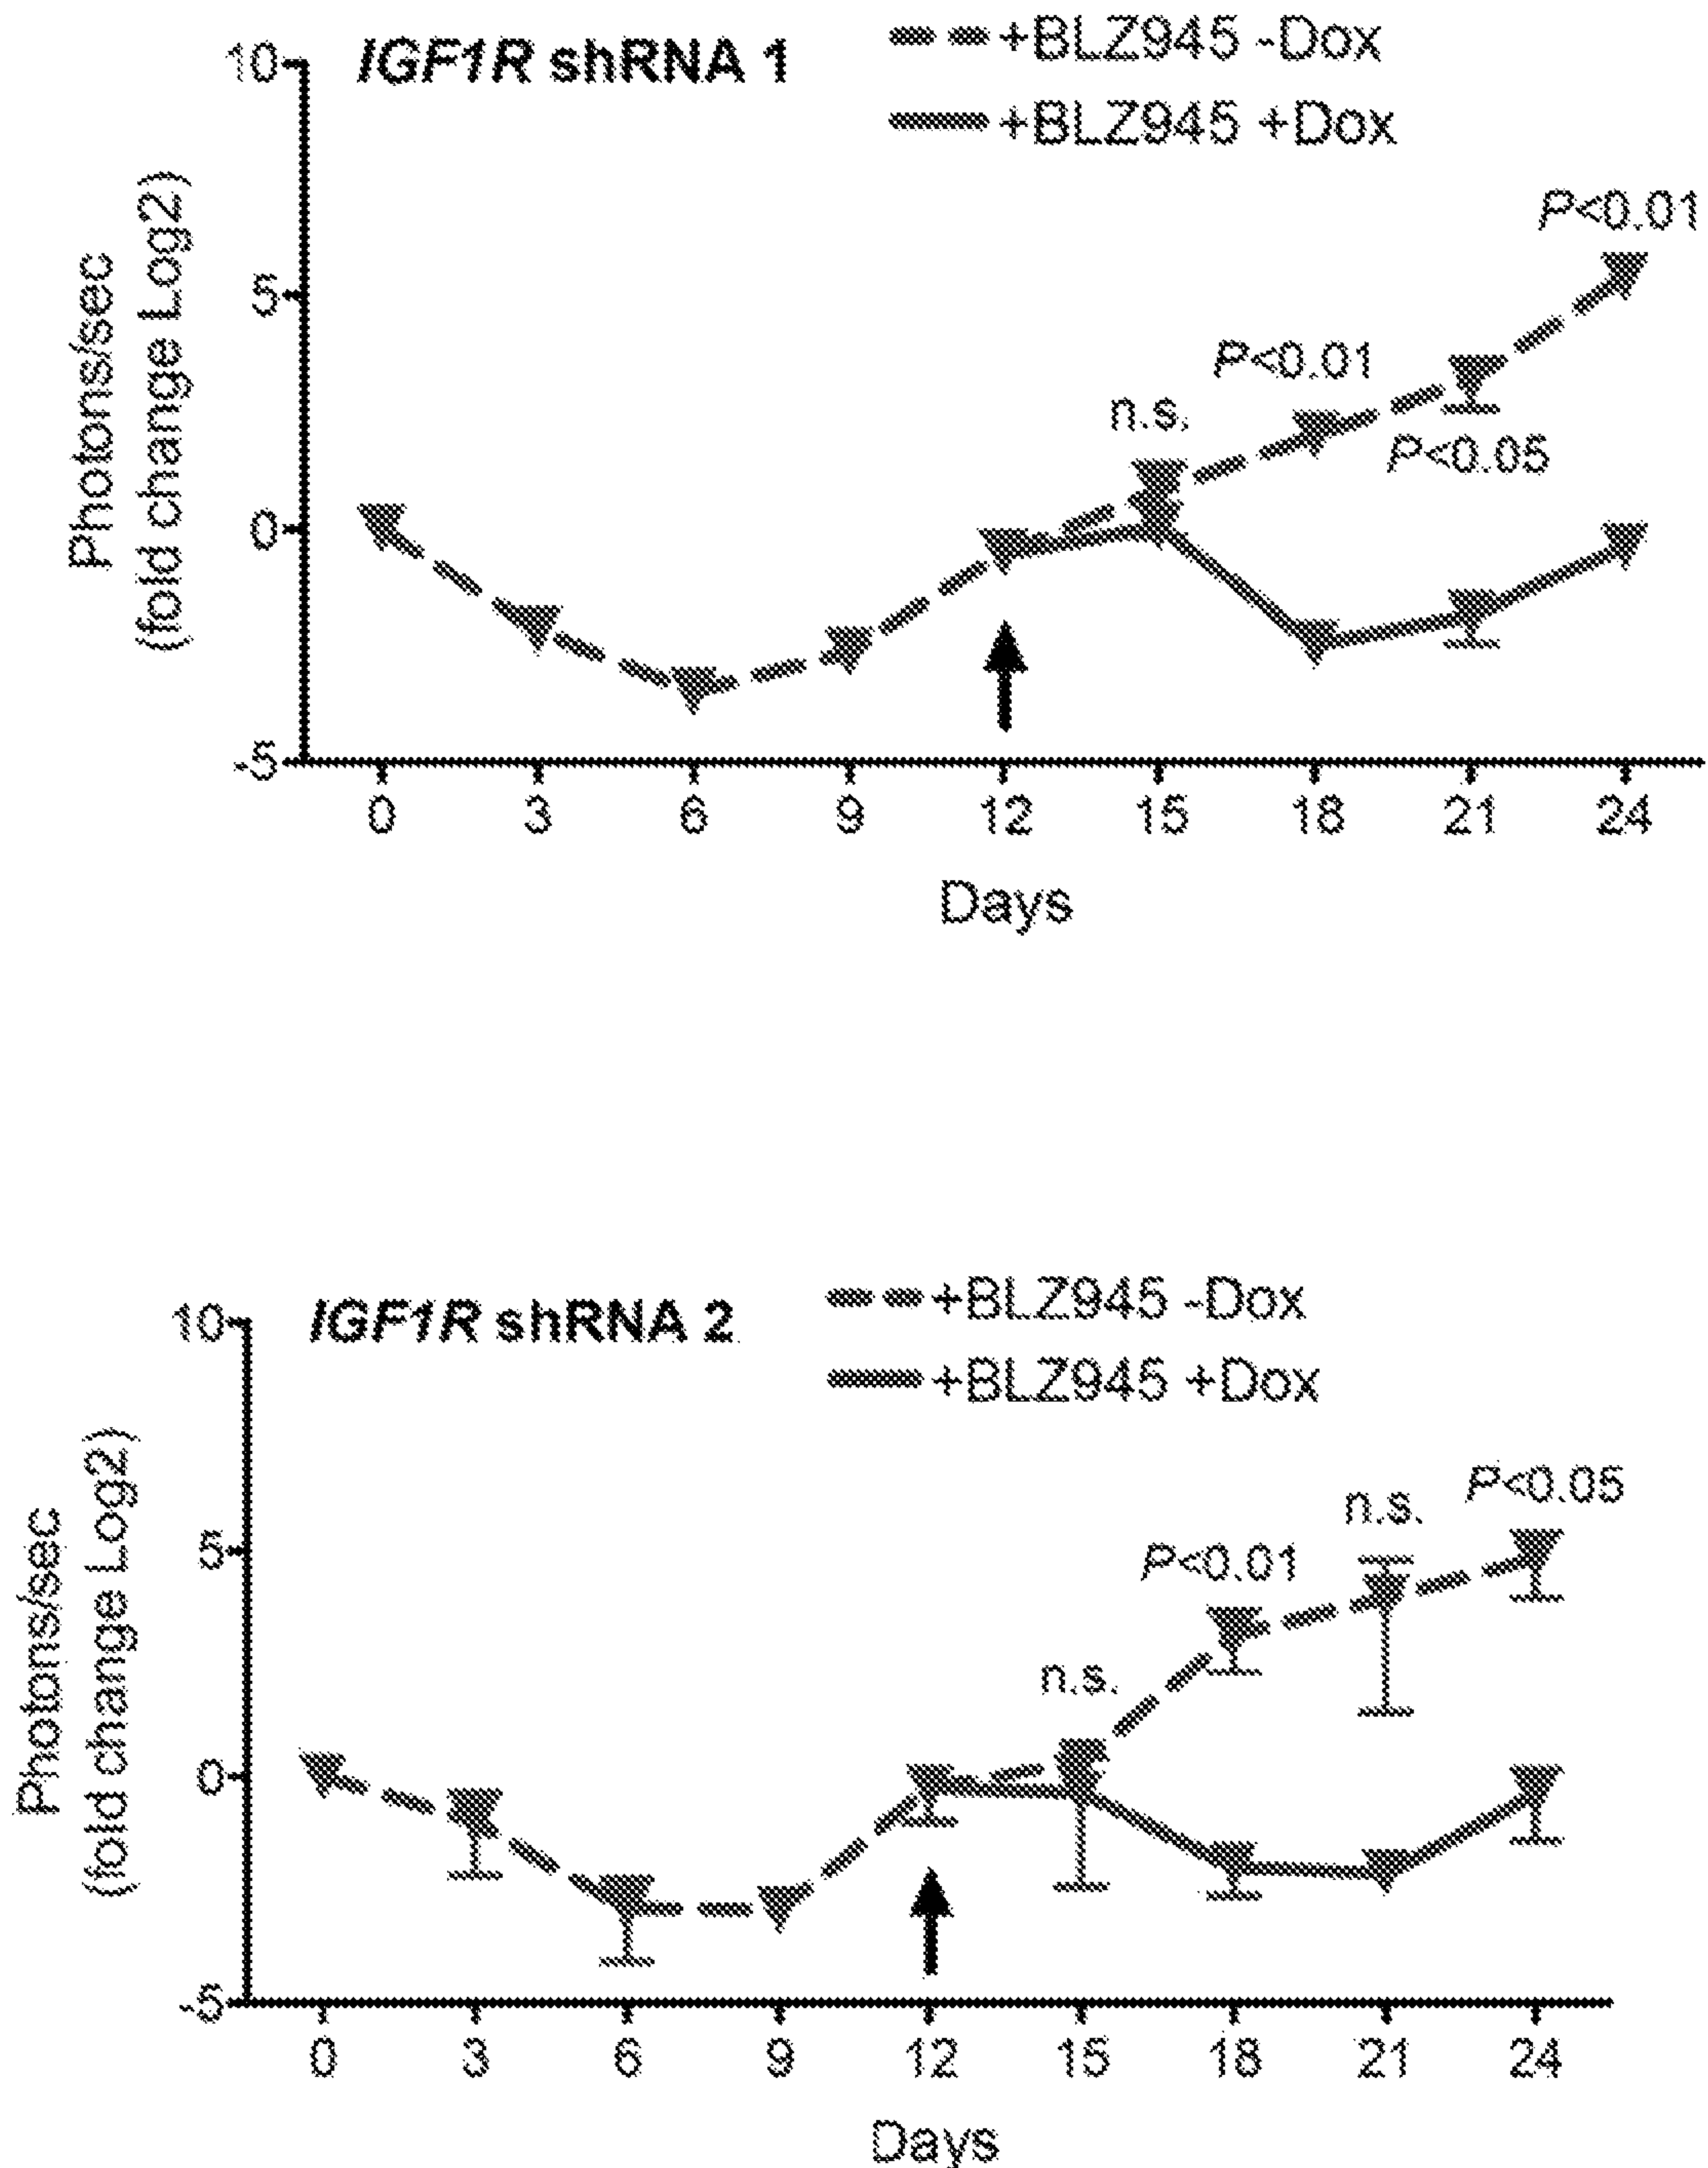 IGF1R shRNA 1
+BLZ945 -Dox
+BLZ945 +Dox
Photons/sec
(fold change Log2)
10
5
0
-5
n.s.
P<0.01
P<0.05
P<0.01
0 3 6 9 12 15 18 21 24
Days
IGF1R shRNA 2
+BLZ945 -Dox
+BLZ945 +Dox
Photons/sec
(fold change Log2)
10
5
0
-5
n.s.
P<0.01
n.s.
P<0.05
0 3 6 9 12 15 18 21 24
Days